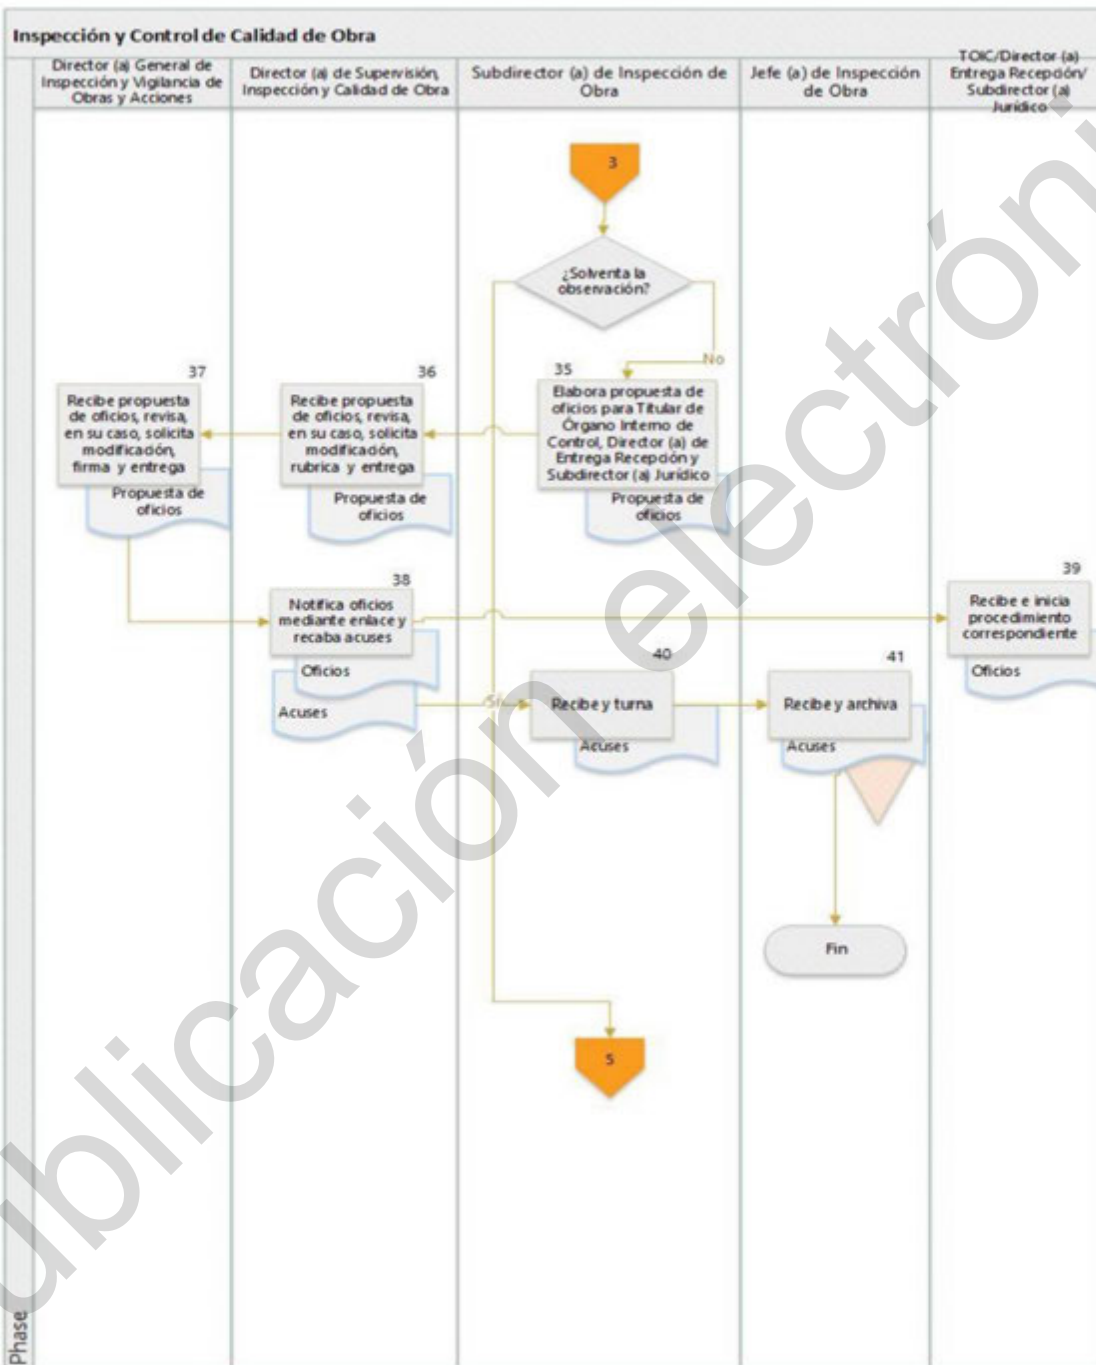 Inspección y Control de Calidad de Obra
Director (a) General de
Inspección y Vigilancia de
Obras y Acciones
Director (a) de Supervisión,
Inspección y Calidad de Obra
Subdirector (a) de Inspección de
Obra
Jefe (a) de Inspección
de Obra
TOIC/Director (a)
Entrega Recepción/
Subdirector (a)
Jurídico
3
¿Solventa la
observación?
No
37
Recibe propuesta
de oficios, revisa,
en su caso, solicita
modificación,
firma y entrega
Propuesta de
oficios
36
Recibe propuesta
de oficios, revisa,
en su caso, solicita
modificación,
rubrica y entrega
Propuesta de
oficios
35
Elabora propuesta de
oficios para Titular de
Órgano Interno de
Control, Director (a) de
Entrega Recepción y
Subdirector (a) Jurídico
Propuesta de
oficios
38
Notifica oficios
mediante enlace y
recaba acuses
Oficios
Acuses
39
Recibe e inicia
procedimiento
correspondiente
Oficios
Sí
40
Recibe y turna
Acuses
41
Recibe y archiva
Acuses
Fin
5
Phase
ublicación electróni